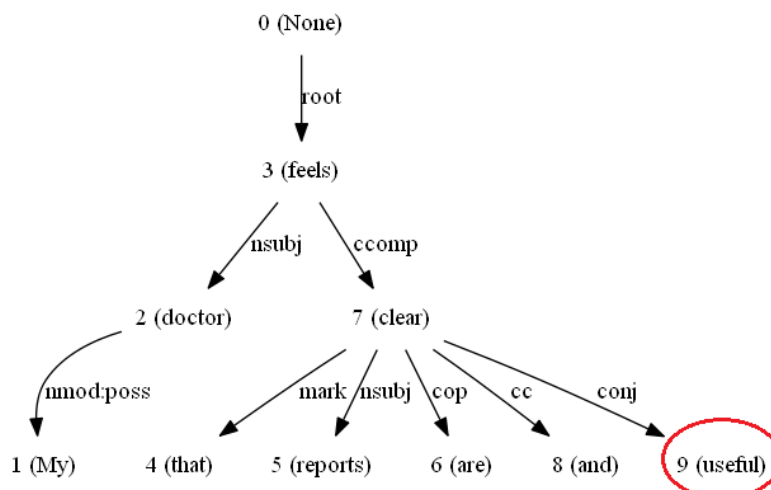 0 (None)
root
3 (feels)
nsubj ccomp
2 (doctor) 7 (clear)
nmod:poss mark nsubj cop cc conj
1 (My) 4 (that) 5 (reports) 6 (are) 8 (and) 9 (useful)